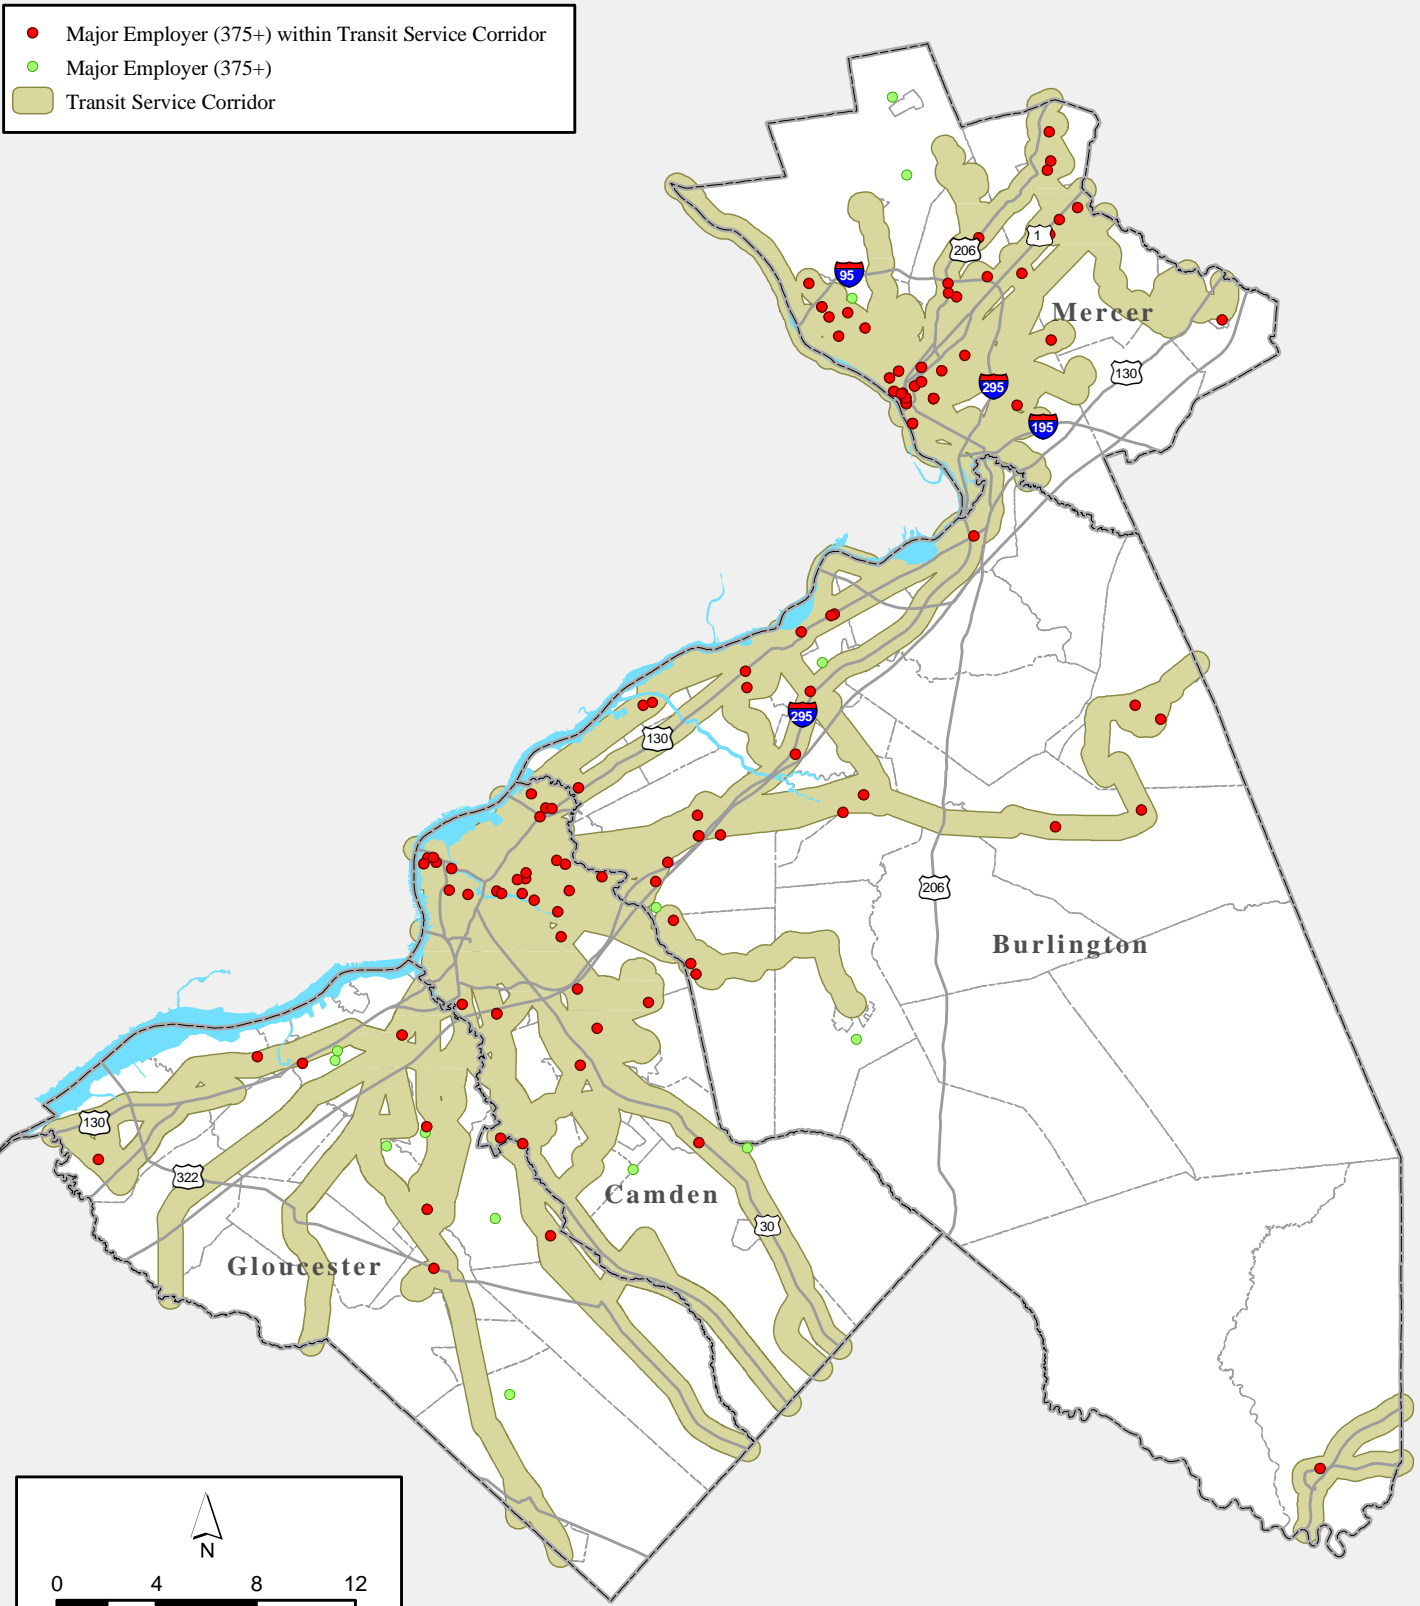 Major Employer (375+) within Transit Service Corridor
Major Employer (375+)
Transit Service Corridor
206
1
95
Mercer
130
295
195
295
130
206
Burlington
130
322
Camden
30
Gloucester
N
0 4 8 12